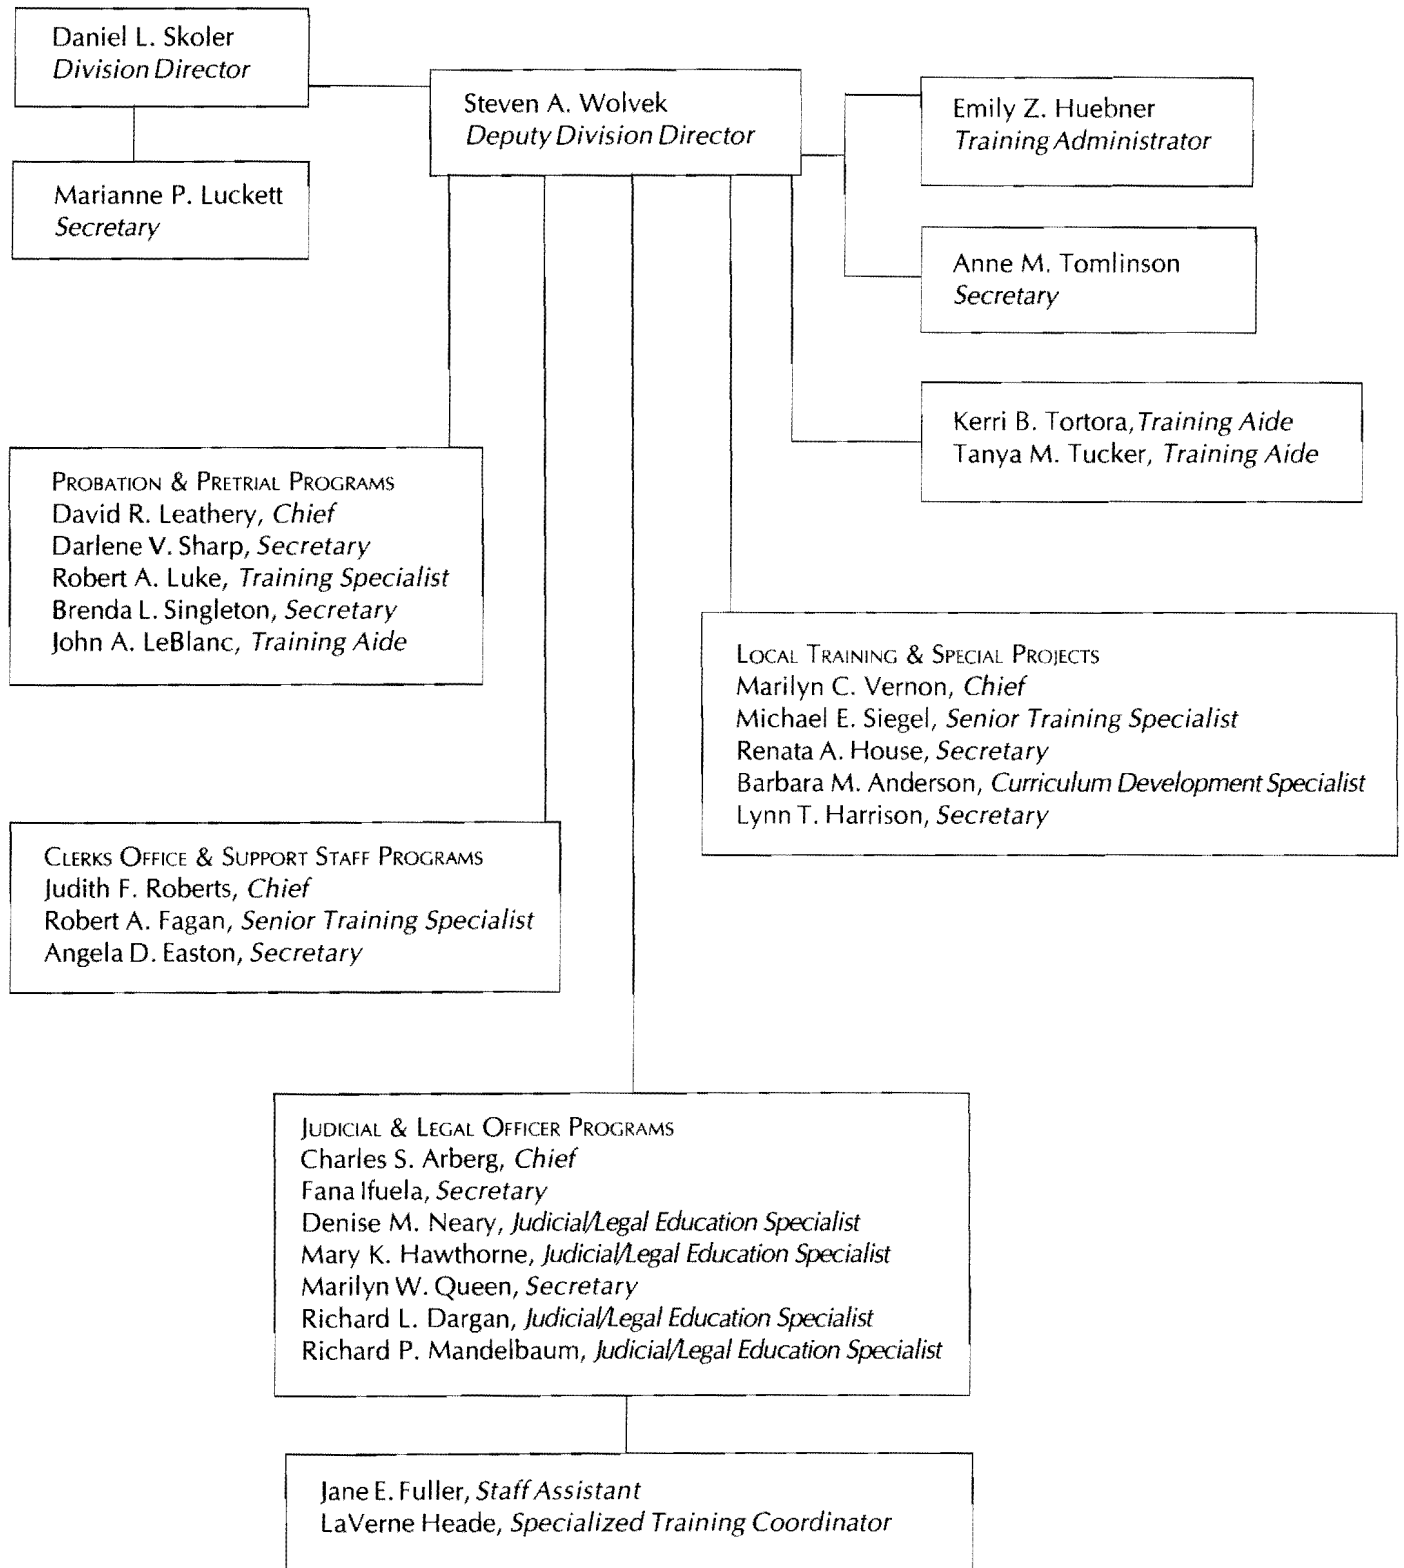 Daniel L. Skoler
Division Director
Marianne P. Luckett
Secretary
Steven A. Wolvek
Deputy Division Director
Emily Z. Huebner
Training Administrator
Anne M. Tomlinson
Secretary
Kerri B. Tortora, Training Aide
Tanya M. Tucker, Training Aide
PROBATION & PRETRIAL PROGRAMS
David R. Leathery, Chief
Darlene V. Sharp, Secretary
Robert A. Luke, Training Specialist
Brenda L. Singleton, Secretary
John A. LeBlanc, Training Aide
LOCAL TRAINING & SPECIAL PROJECTS
Marilyn C. Vernon, Chief
Michael E. Siegel, Senior Training Specialist
Renata A. House, Secretary
Barbara M. Anderson, Curriculum Development Specialist
Lynn T. Harrison, Secretary
CLERKS OFFICE & SUPPORT STAFF PROGRAMS
Judith F. Roberts, Chief
Robert A. Fagan, Senior Training Specialist
Angela D. Easton, Secretary
JUDICIAL & LEGAL OFFICER PROGRAMS
Charles S. Arberg, Chief
Fana Ifuela, Secretary
Denise M. Neary, Judicial/Legal Education Specialist
Mary K. Hawthorne, Judicial/Legal Education Specialist
Marilyn W. Queen, Secretary
Richard L. Dargan, Judicial/Legal Education Specialist
Richard P. Mandelbaum, Judicial/Legal Education Specialist
Jane E. Fuller, Staff Assistant
LaVerne Heade, Specialized Training Coordinator